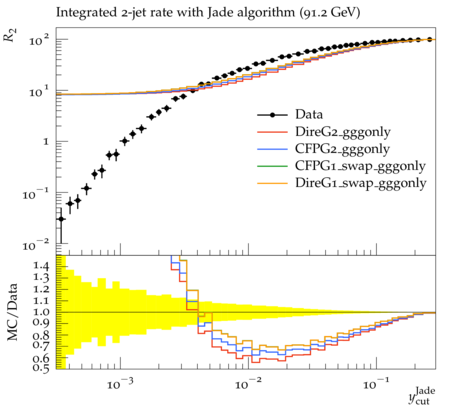 Integrated 2-jet rate with Jade algorithm (91.2 GeV)
R2
10^2
10^1
1
10^−1
10^−2
Data
DireG2_gggonly
CFPG2_gggonly
CFPG1_swap_gggonly
DireG1_swap_gggonly
MC/Data
1.4
1.3
1.2
1.1
1.0
0.9
0.8
0.7
0.6
0.5
10^−3 10^−2 10^−1
y_cut^Jade